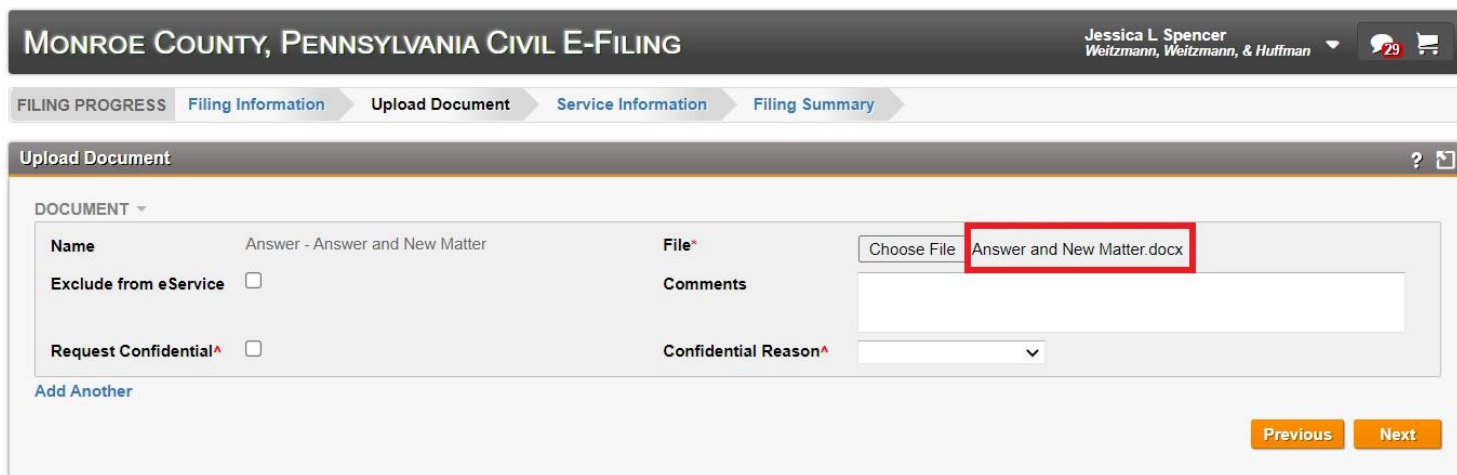 MONROE COUNTY, PENNSYLVANIA CIVIL E-FILING
Jessica L Spencer
Weitzmann, Weitzmann, & Huffman
29
FILING PROGRESS Filing Information Upload Document Service Information Filing Summary
Upload Document ?
DOCUMENT
Name Answer - Answer and New Matter File* Choose File Answer and New Matter.docx
Exclude from eService Comments
Request Confidential^ Confidential Reason^
Add Another
Previous Next